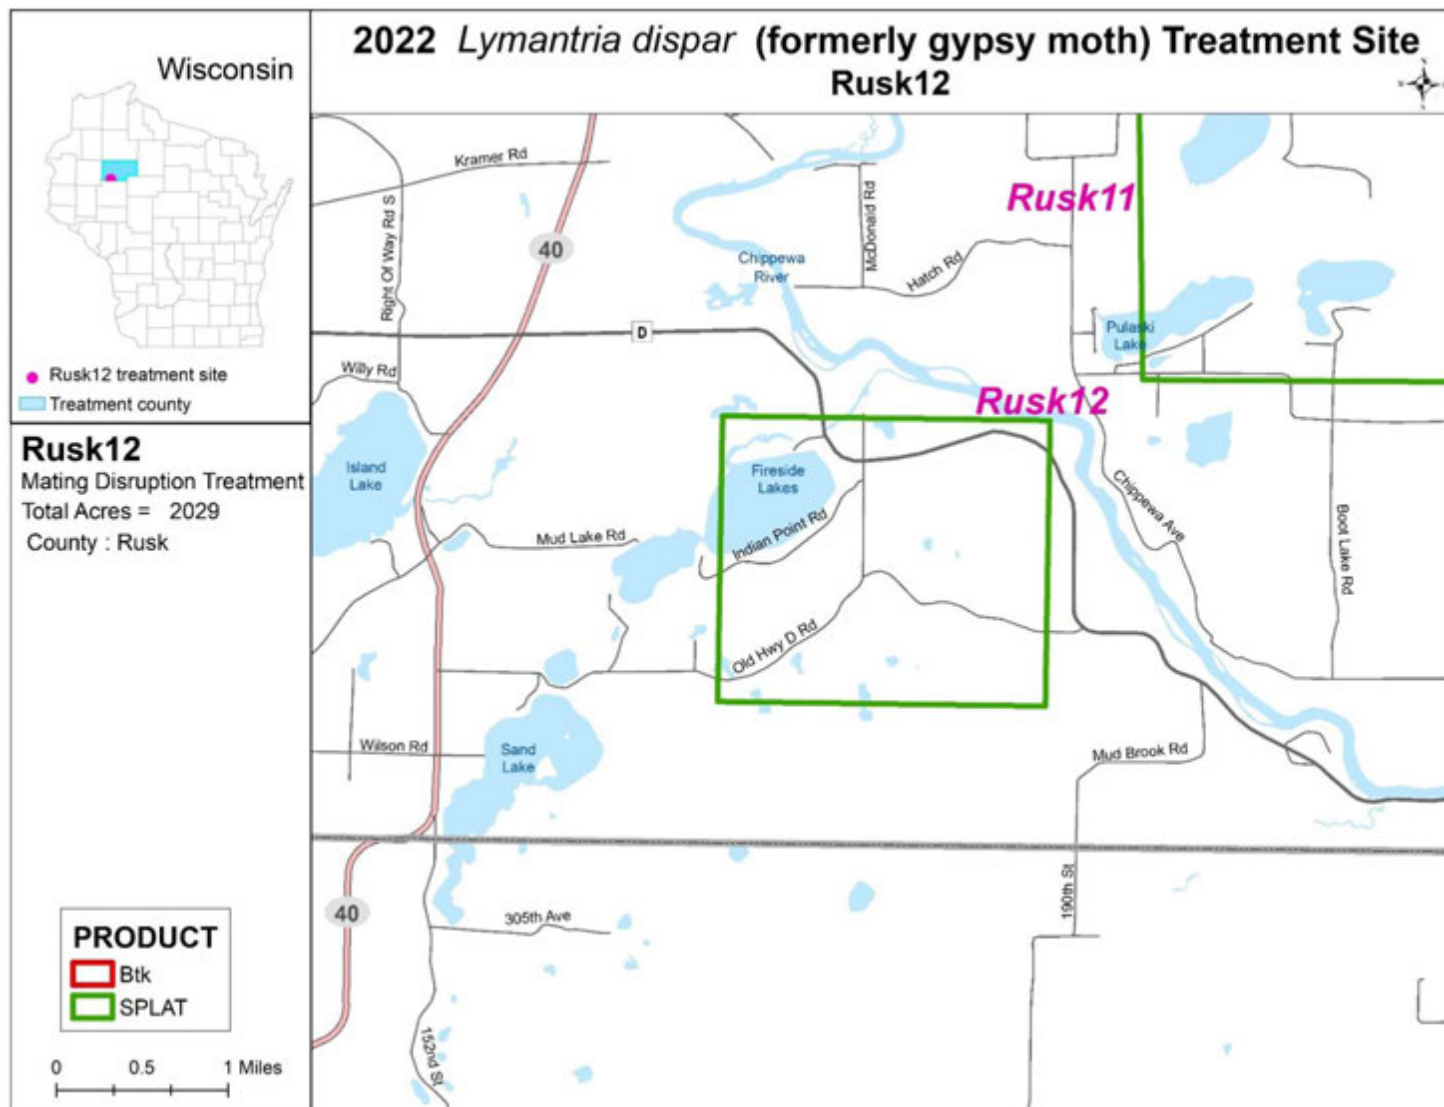 2022 Lymantria dispar (formerly gypsy moth) Treatment Site
Rusk12
Wisconsin
Rusk12 treatment site
Treatment county
Rusk12
Mating Disruption Treatment
Total Acres = 2029
County : Rusk
PRODUCT
Btk
SPLAT
0 0.5 1 Miles
Kramer Rd
Right Of Way Rd S
40
McDonald Rd
Rusk11
Chippewa
River
Hatch Rd
D
Pulaski
Lake
Willy Rd
Rusk12
Island
Lake
Fireside
Lakes
Chippewa Ave
Boot Lake Rd
Mud Lake Rd
Indian Point Rd
Old Hwy D Rd
Wilson Rd
Sand
Lake
Mud Brook Rd
190th St
40
305th Ave
152nd St